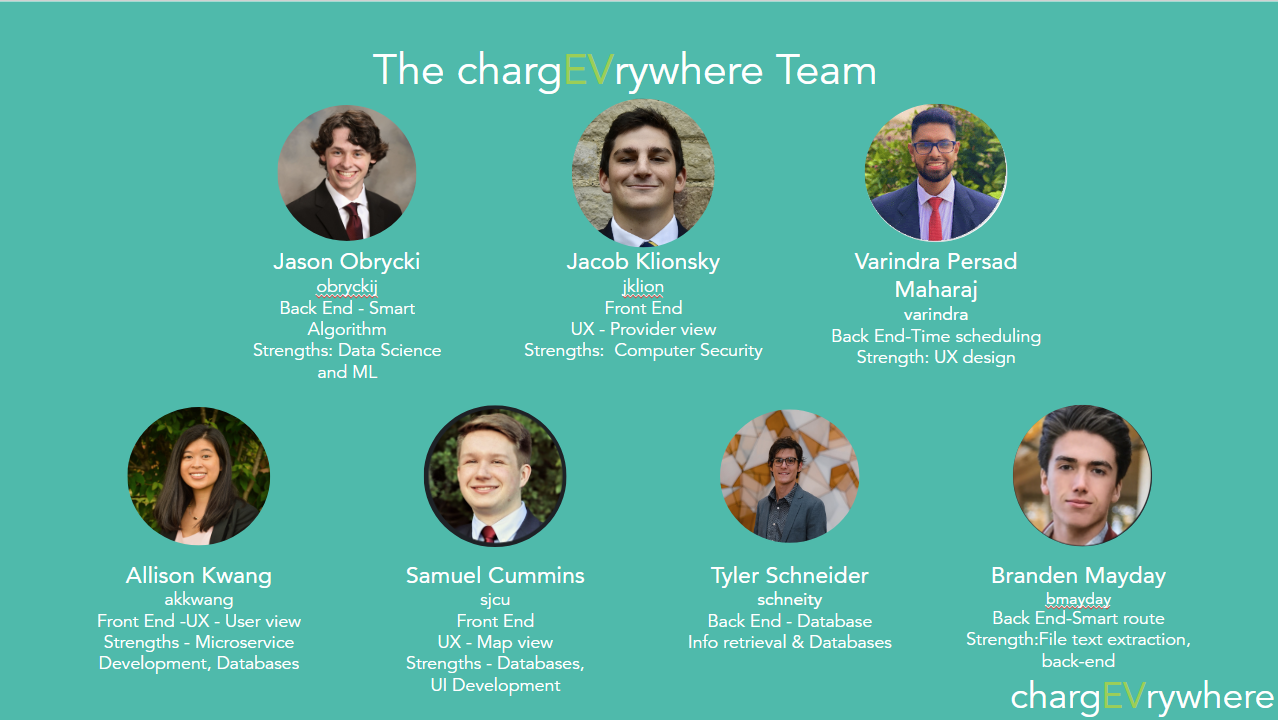 The chargEVrywhere Team
Jason Obrycki
obryckij
Back End - Smart
Algorithm
Strengths: Data Science
and ML
Jacob Klionsky
jklion
Front End
UX - Provider view
Strengths:  Computer Security
Varindra Persad
Maharaj
varindra
Back End-Time scheduling
Strength: UX design
Allison Kwang
akkwang
Front End -UX - User view
Strengths - Microservice
Development, Databases
Samuel Cummins
sjcu
Front End
UX - Map view
Strengths - Databases,
UI Development
Tyler Schneider
schneity
Back End - Database
Info retrieval & Databases
Branden Mayday
bmayday
Back End-Smart route
Strength:File text extraction,
back-end
chargEVrywhere